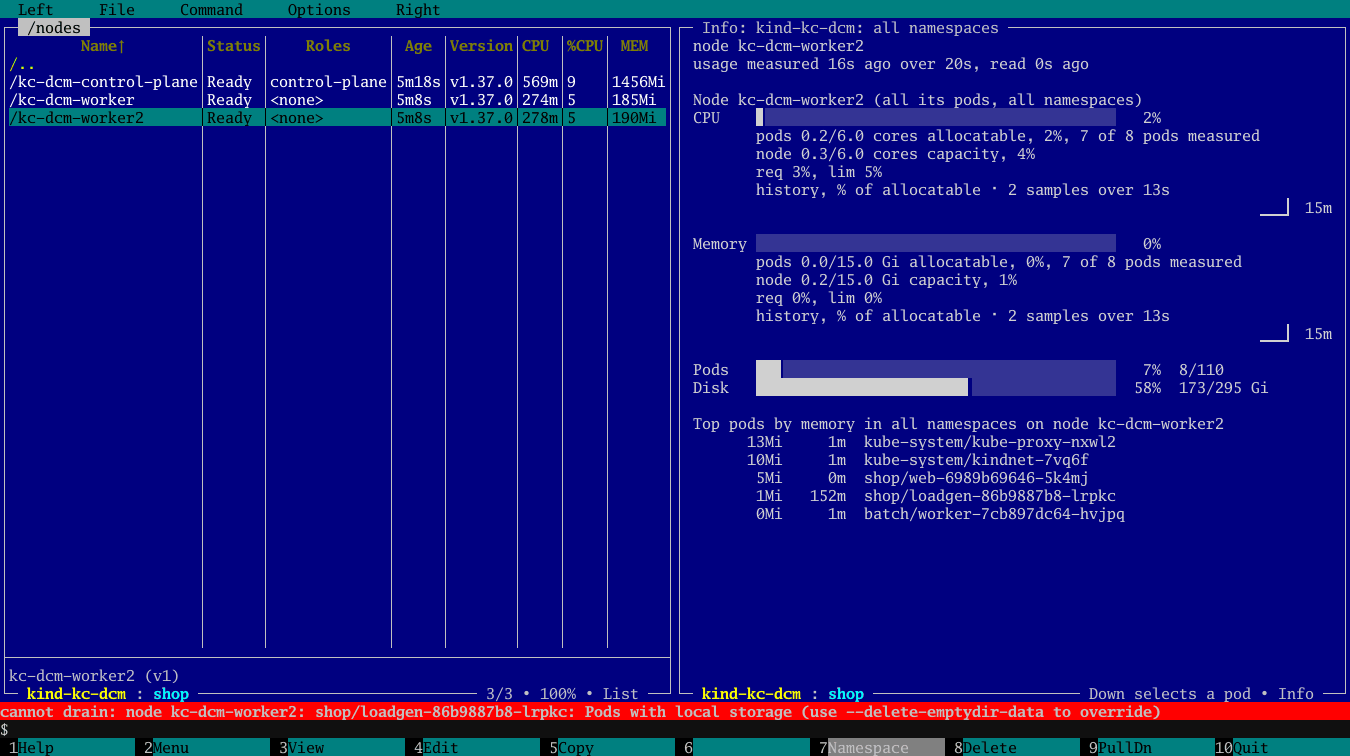 Left File Command Options Right
/nodes
Name↑ Status Roles Age Version CPU %CPU MEM
/..
/kc-dcm-control-plane Ready control-plane 5m18s v1.37.0 569m 9 1456Mi
/kc-dcm-worker Ready <none> 5m8s v1.37.0 274m 5 185Mi
/kc-dcm-worker2 Ready <none> 5m8s v1.37.0 278m 5 190Mi
kc-dcm-worker2 (v1)
kind-kc-dcm : shop 3/3 • 100% • List
Info: kind-kc-dcm: all namespaces
node kc-dcm-worker2
usage measured 16s ago over 20s, read 0s ago
Node kc-dcm-worker2 (all its pods, all namespaces)
CPU 2%
pods 0.2/6.0 cores allocatable, 2%, 7 of 8 pods measured
node 0.3/6.0 cores capacity, 4%
req 3%, lim 5%
history, % of allocatable · 2 samples over 13s
15m
Memory 0%
pods 0.0/15.0 Gi allocatable, 0%, 7 of 8 pods measured
node 0.2/15.0 Gi capacity, 1%
req 0%, lim 0%
history, % of allocatable · 2 samples over 13s
15m
Pods 7% 8/110
Disk 58% 173/295 Gi
Top pods by memory in all namespaces on node kc-dcm-worker2
13Mi 1m kube-system/kube-proxy-nxwl2
10Mi 1m kube-system/kindnet-7vq6f
5Mi 0m shop/web-6989b69646-5k4mj
1Mi 152m shop/loadgen-86b9887b8-lrpkc
0Mi 1m batch/worker-7cb897dc64-hvjpq
kind-kc-dcm : shop Down selects a pod • Info
cannot drain: node kc-dcm-worker2: shop/loadgen-86b9887b8-lrpkc: Pods with local storage (use --delete-emptydir-data to override)
$
1Help 2Menu 3View 4Edit 5Copy 6 7Namespace 8Delete 9PullDn 10Quit